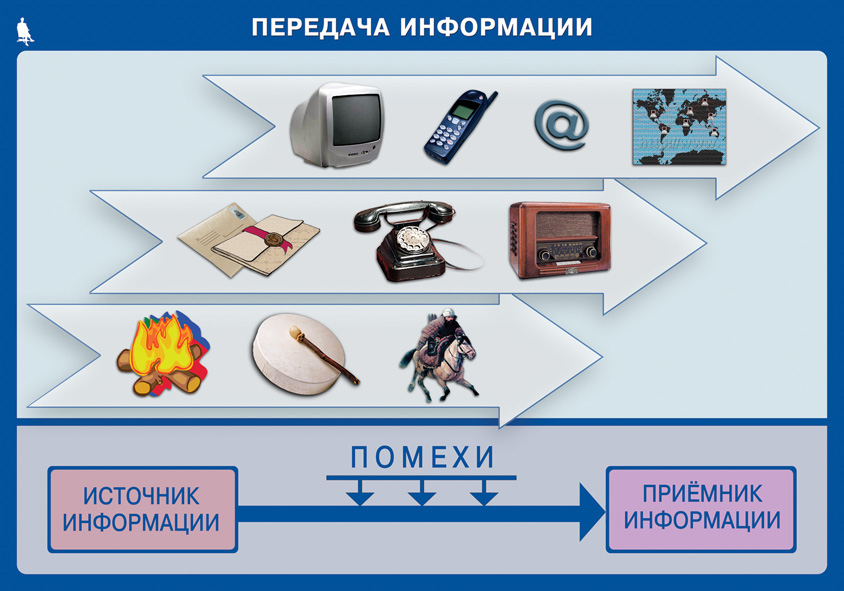 ПЕРЕДАЧА ИНФОРМАЦИИ
@
ПОМЕХИ
ИСТОЧНИК
ИНФОРМАЦИИ
ПРИЁМНИК
ИНФОРМАЦИИ